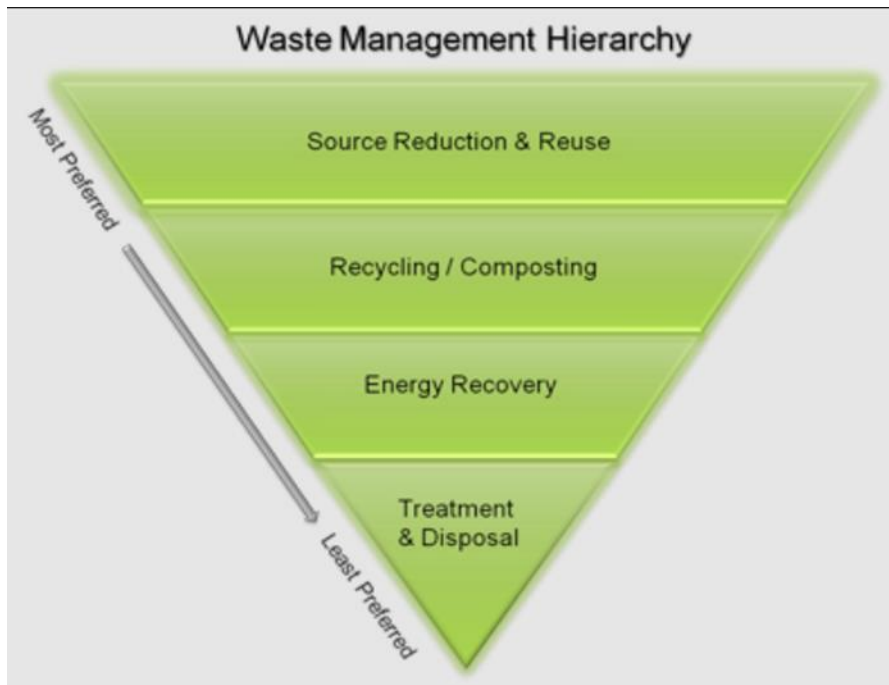 Waste Management Hierarchy
Most Preferred
Source Reduction & Reuse
Recycling / Composting
Energy Recovery
Treatment
& Disposal
Least Preferred